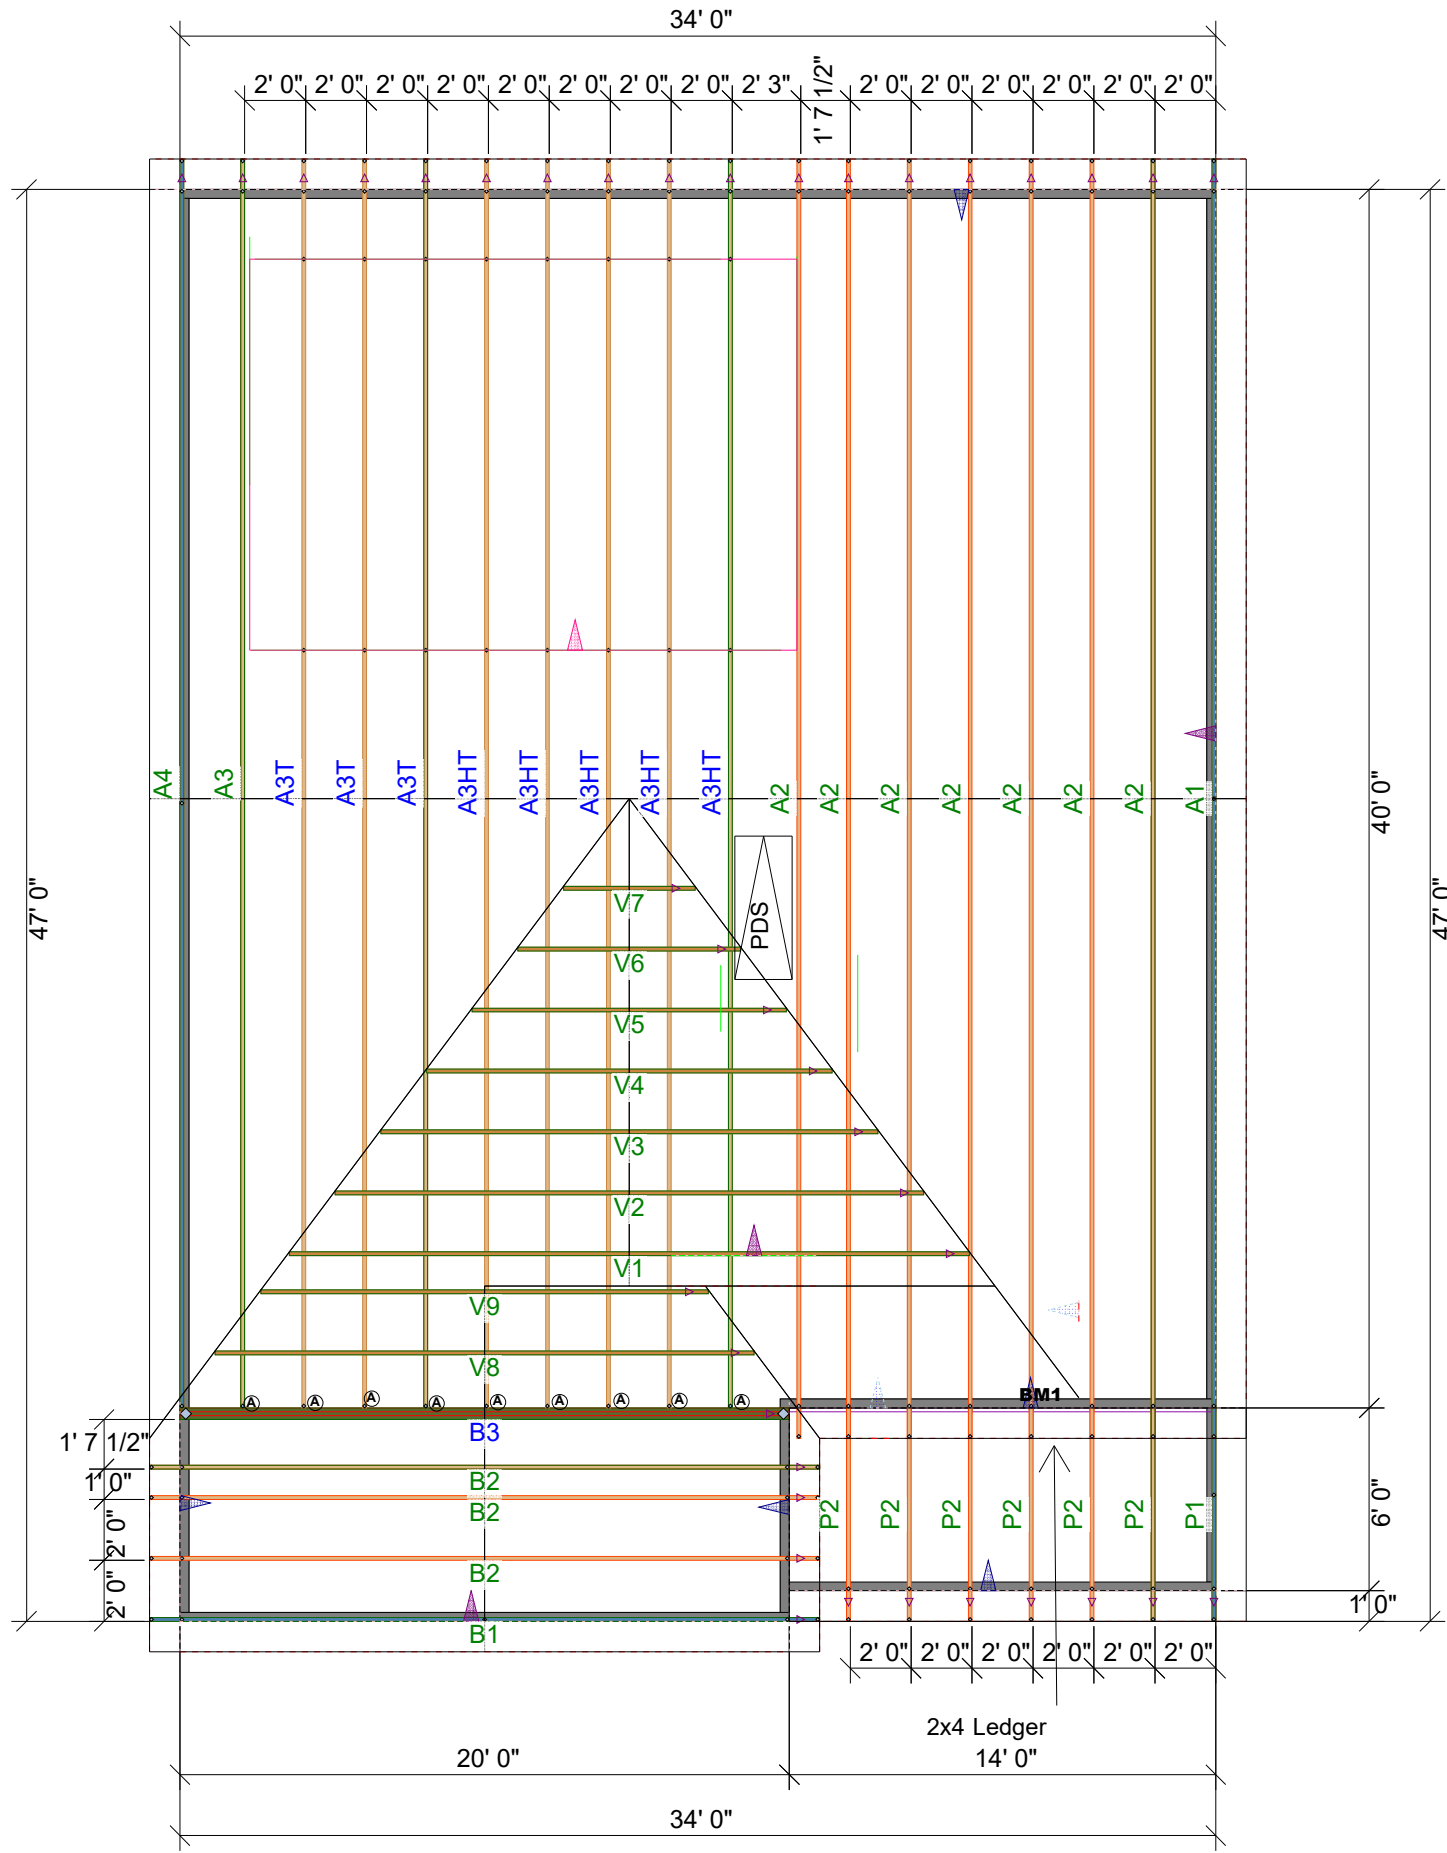 34' 0"
2' 0" 2' 0" 2' 0" 2' 0" 2' 0" 2' 0" 2' 0" 2' 0" 2' 3" 1' 7 1/2" 2' 0" 2' 0" 2' 0" 2' 0" 2' 0" 2' 0"
A4 A3 A3T A3T A3T A3HT A3HT A3HT A3HT A3HT A2 A2 A2 A2 A2 A2 A2 A1
40' 0"
47' 0"
47' 0"
PDS
V7
V6
V5
V4
V3
V2
V1
V9
V8
BM1
A A A A A A A A A
B3
1' 7 1/2"
B2
1' 0"
B2
2' 0"
B2
2' 0"
B1
P2 P2 P2 P2 P2 P2 P1
6' 0"
1' 0"
2' 0" 2' 0" 2' 0" 2' 0" 2' 0" 2' 0"
2x4 Ledger
20' 0" 14' 0"
34' 0"